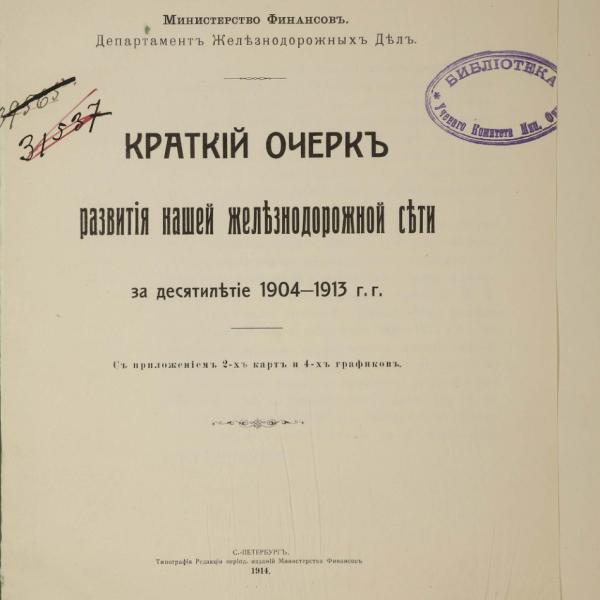 Министерство Финансовъ.
Департаментъ Желѣзнодорожныхъ Дѣлъ.
31537
БИБЛІОТЕКА
* Ученаго Комитета Мин.
КРАТКІЙ ОЧЕРКЪ
развитія нашей желѣзнодорожной сѣти
за десятилѣтіе 1904—1913 г.г.
Съ приложеніемъ 2-хъ картъ и 4-хъ графиковъ.
С.-ПЕТЕРБУРГЪ.
Типографія Редакціи період. изданій Министерства Финансовъ
1914.